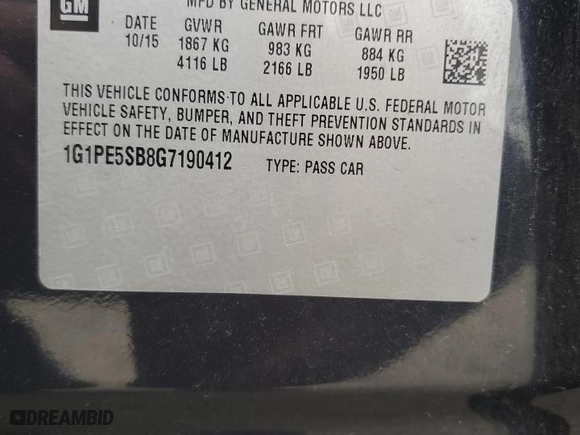 GM
MFD BY GENERAL MOTORS LLC
DATE GVWR GAWR FRT GAWR RR
10/15 1867 KG 983 KG 884 KG
4116 LB 2166 LB 1950 LB
THIS VEHICLE CONFORMS TO ALL APPLICABLE U.S. FEDERAL MOTOR
VEHICLE SAFETY, BUMPER, AND THEFT PREVENTION STANDARDS IN
EFFECT ON THE DATE OF MANUFACTURE SHOWN ABOVE.
1G1PE5SB8G7190412 TYPE: PASS CAR
DREAMBID